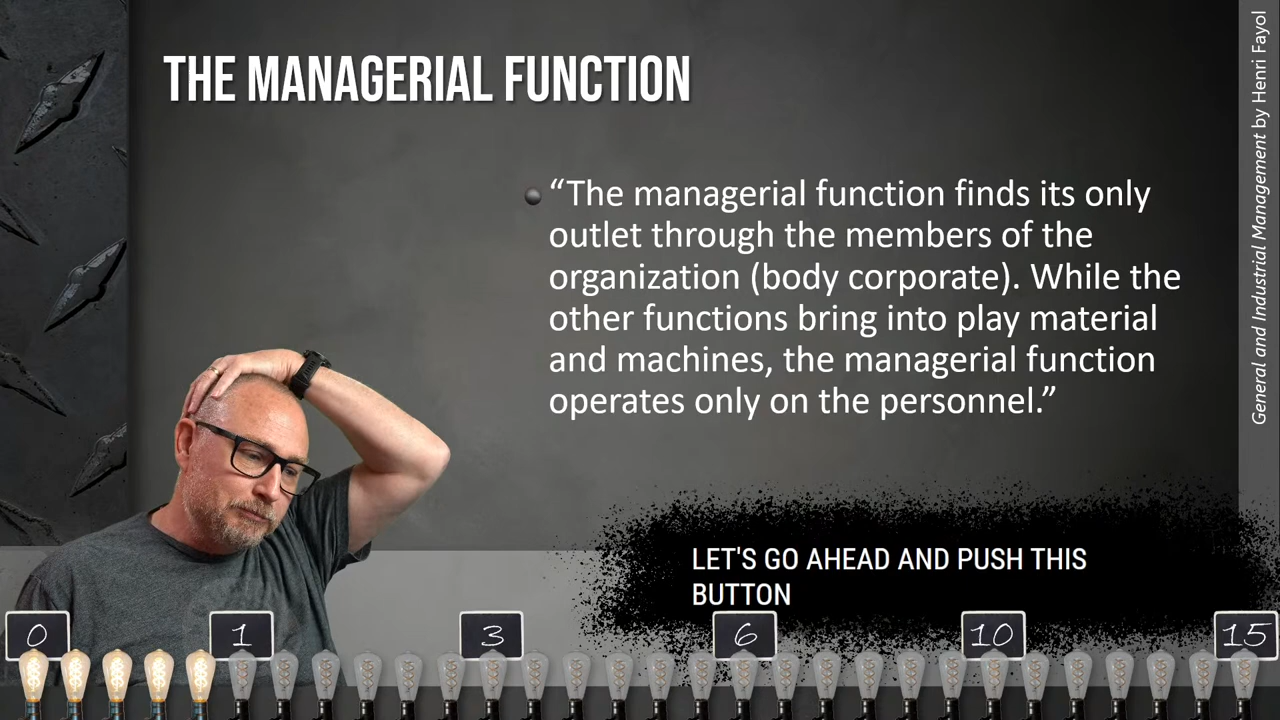 THE MANAGERIAL FUNCTION
“The managerial function finds its only
outlet through the members of the
organization (body corporate). While the
other functions bring into play material
and machines, the managerial function
operates only on the personnel.”
General and Industrial Management by Henri Fayol
LET'S GO AHEAD AND PUSH THIS
BUTTON
0
1
3
6
10
15